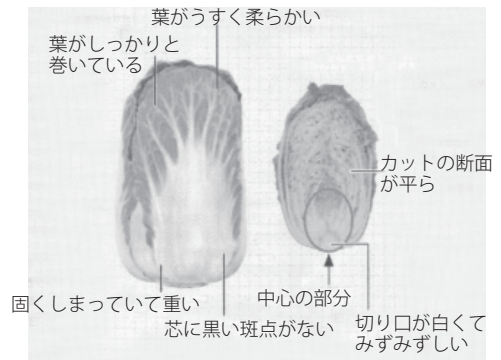 葉がうすく柔らかい
葉がしっかりと
巻いている
カットの断面
が平ら
固くしまっていて重い
中心の部分
芯に黒い斑点がない
切り口が白くて
みずみずしい